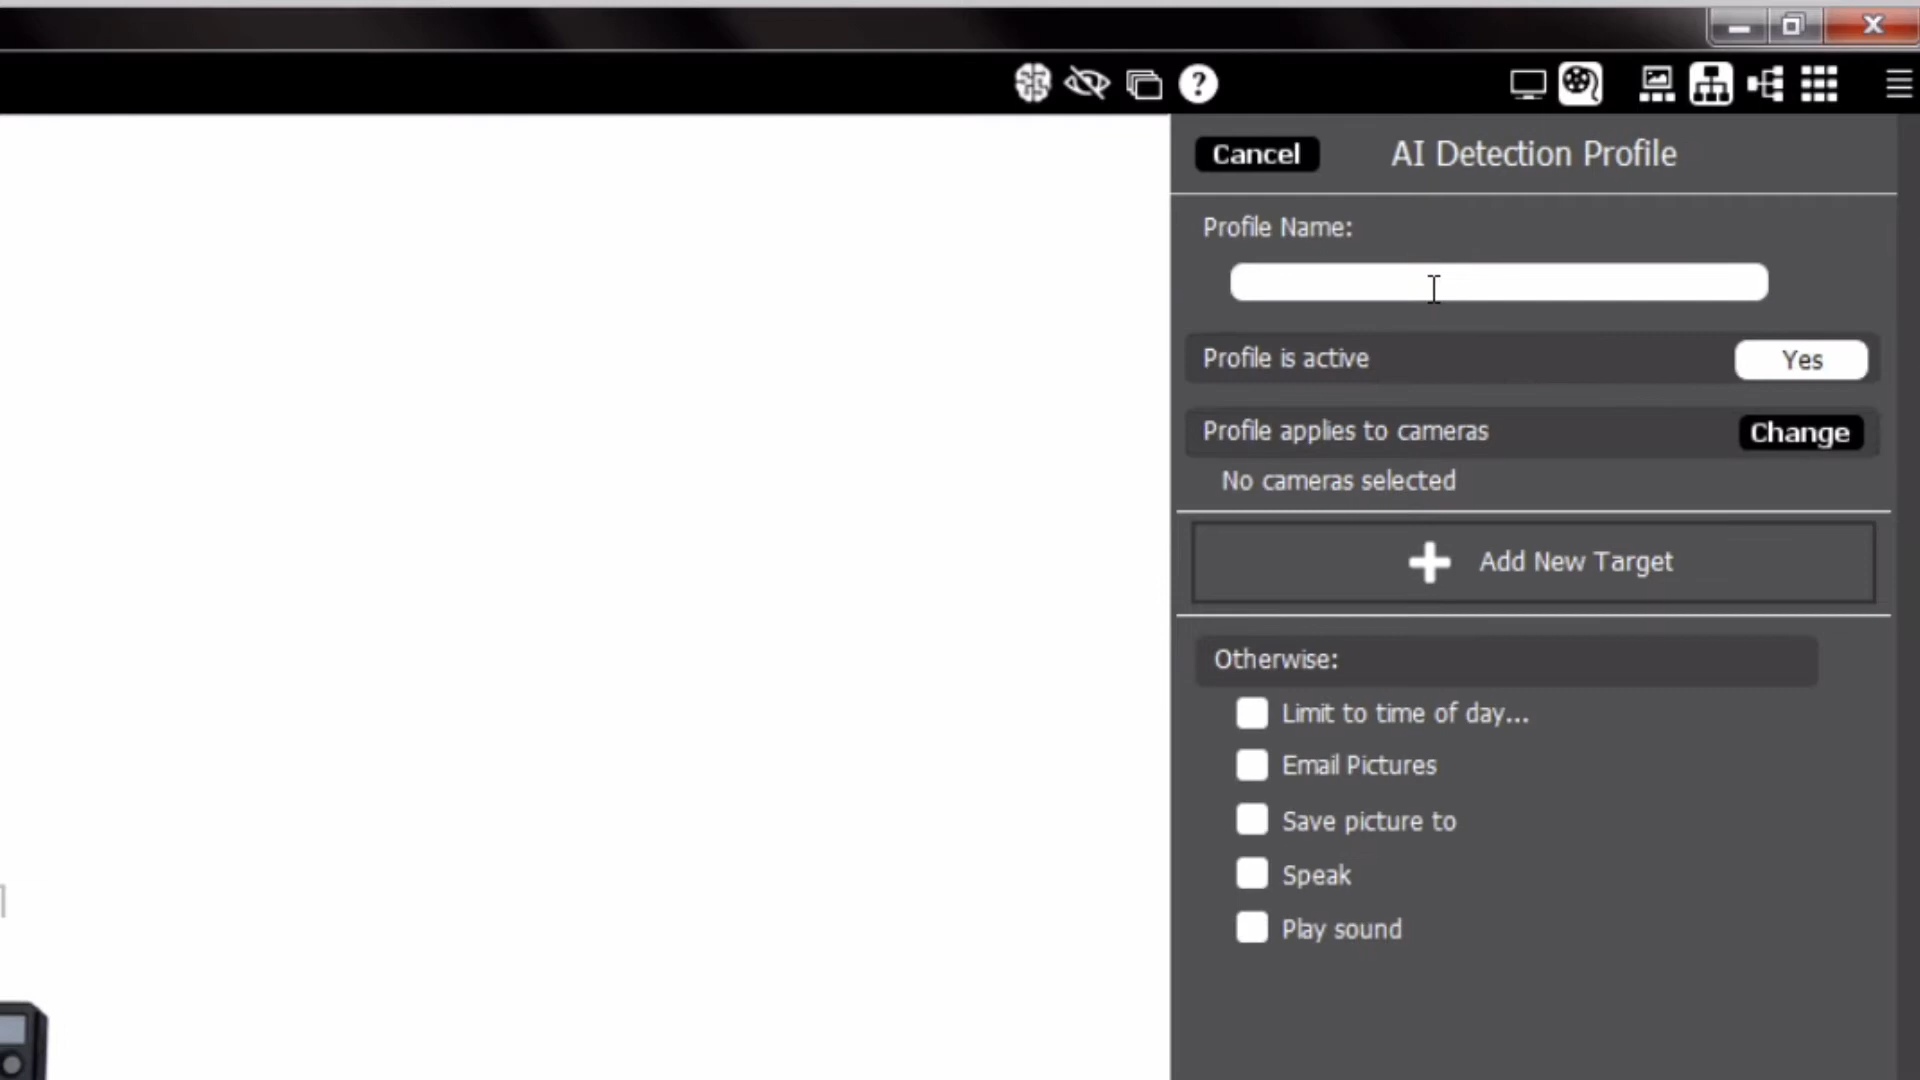 Cancel AI Detection Profile
Profile Name:
Profile is active Yes
Profile applies to cameras Change
No cameras selected
Add New Target
Otherwise:
Limit to time of day...
Email Pictures
Save picture to
Speak
Play sound